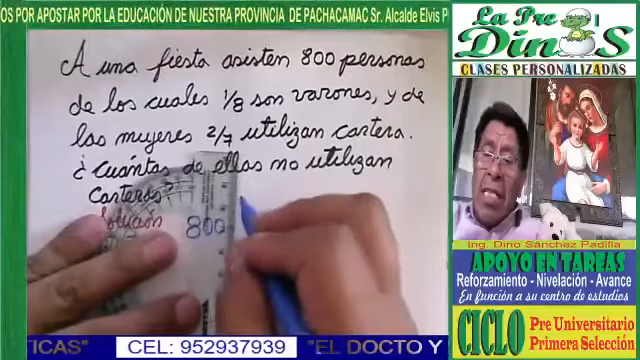 OS POR APOSTAR POR LA EDUCACIÓN DE NUESTRA PROVINCIA DE PACHACAMAC Sr. Alcalde Elvis P
A una fiesta asisten 800 personas
de los cuales 1/8 son varones, y de
las mujeres 2/7 utilizan cartera.
¿cuántas de ellas no utilizan
carteras?
Solución
800
La Pre
DinoS
CLASES PERSONALIZADAS
Ing. Dino Sánchez Padilla
APOYO EN TAREAS
Reforzamiento - Nivelación - Avance
En función a su centro de estudios
CICLO Pre Universitario
Primera Selección
TICAS" CEL: 952937939 "EL DOCTO Y